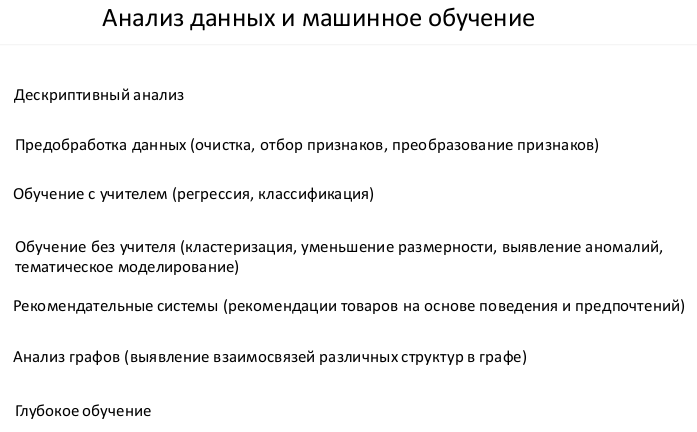 Анализ данных и машинное обучение
Дескриптивный анализ
Предобработка данных (очистка, отбор признаков, преобразование признаков)
Обучение с учителем (регрессия, классификация)
Обучение без учителя (кластеризация, уменьшение размерности, выявление аномалий,
тематическое моделирование)
Рекомендательные системы (рекомендации товаров на основе поведения и предпочтений)
Анализ графов (выявление взаимосвязей различных структур в графе)
Глубокое обучение